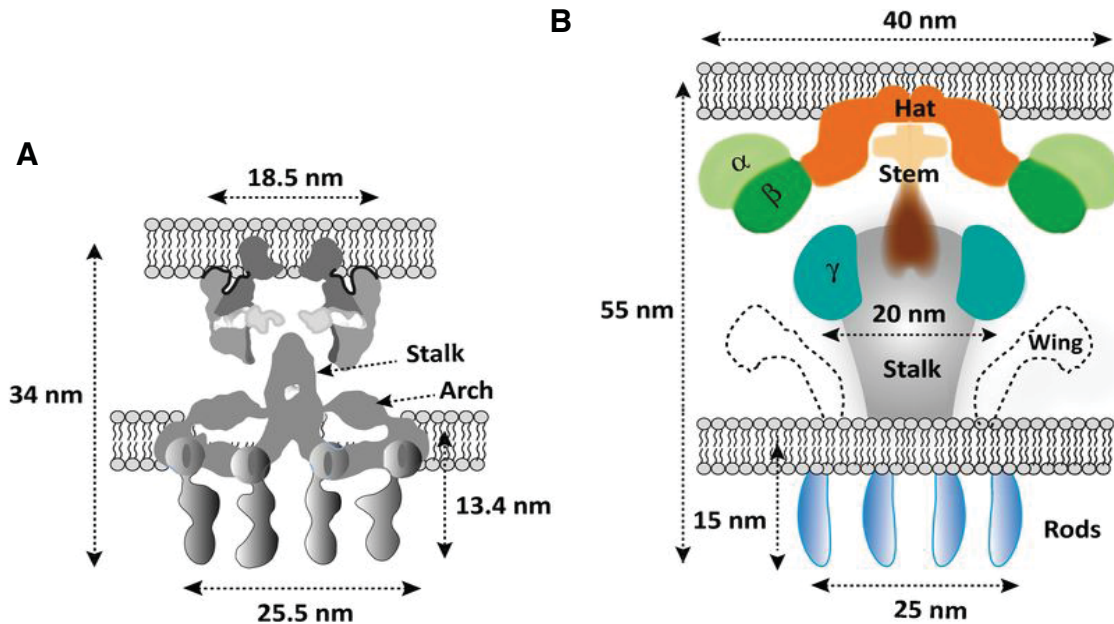 A
18.5 nm
34 nm
Stalk
Arch
13.4 nm
25.5 nm
B
40 nm
Hat
α
β
Stem
γ
55 nm
20 nm
Wing
Stalk
15 nm
Rods
25 nm